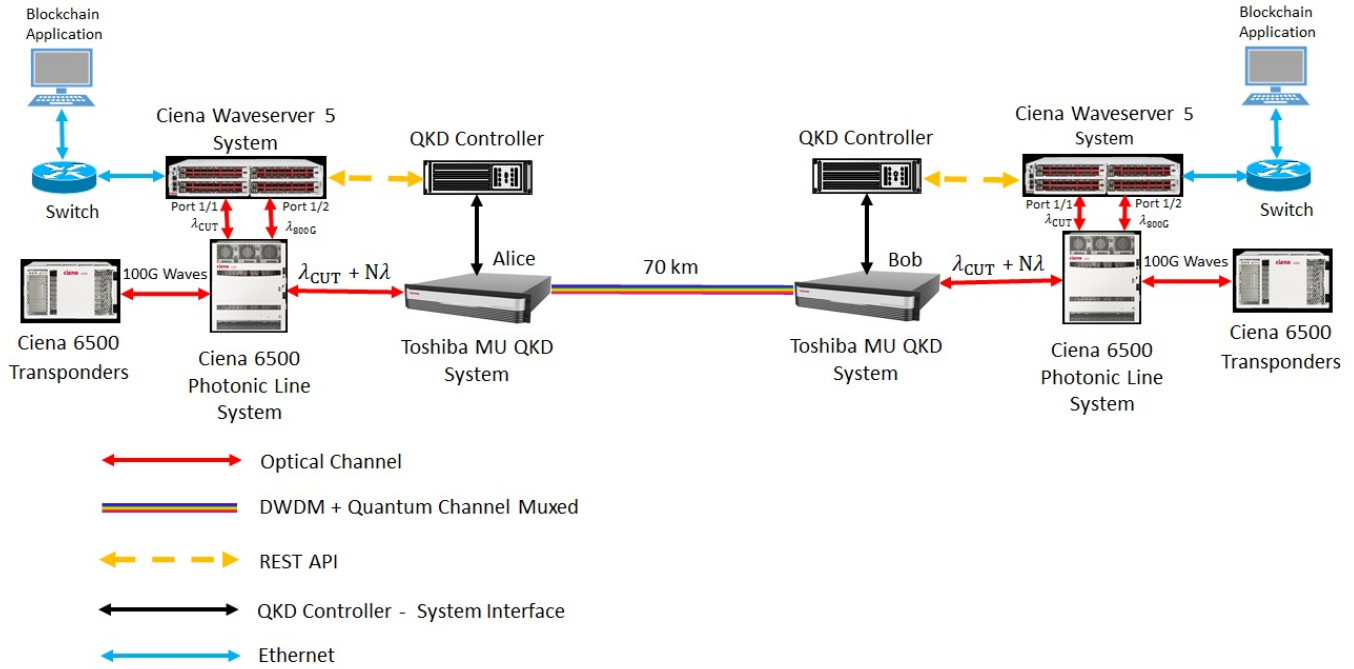 Blockchain
Application
Ciena Waveserver 5
System
QKD Controller
Switch
Port 1/1
Port 1/2
λCUT
λ800G
100G Waves
λCUT + Nλ
Alice
Ciena 6500
Transponders
ciena
Ciena 6500
Photonic Line
System
Toshiba MU QKD
System
70 km
Blockchain
Application
QKD Controller
Ciena Waveserver 5
System
Switch
Port 1/1
Port 1/2
λCUT
λ800G
Bob
λCUT + Nλ
100G Waves
Toshiba MU QKD
System
ciena
Ciena 6500
Photonic Line
System
Ciena 6500
Transponders
Optical Channel
DWDM + Quantum Channel Muxed
REST API
QKD Controller - System Interface
Ethernet